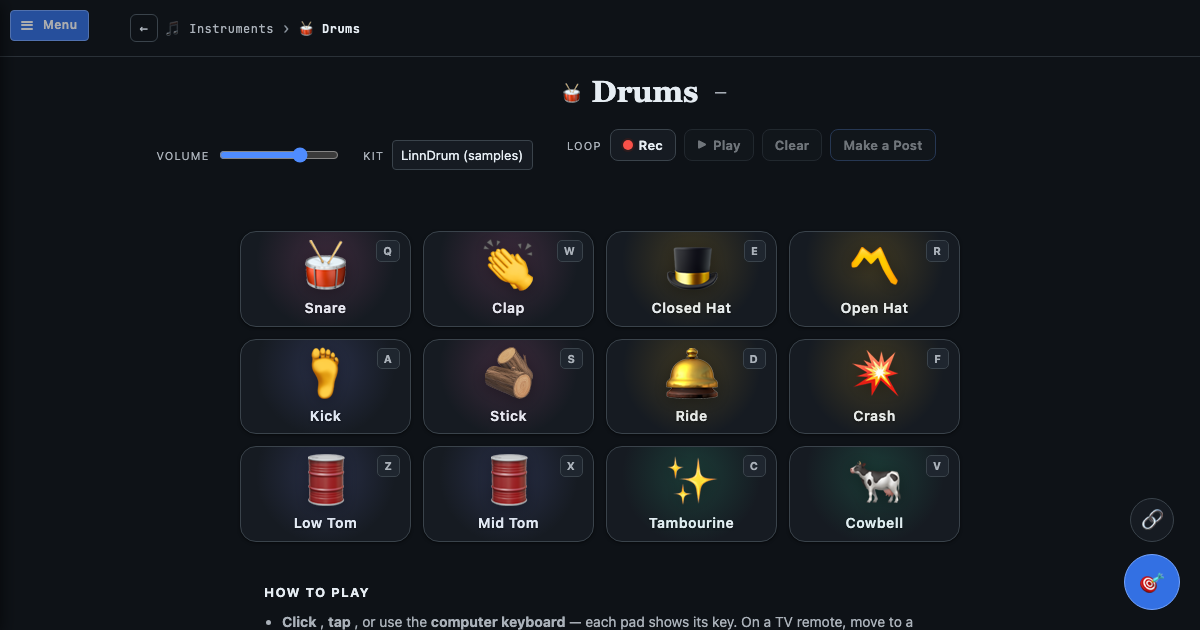 Menu
← Instruments › Drums
Drums –
VOLUME KIT LinnDrum (samples) LOOP Rec Play Clear Make a Post
Q W E R
Snare Clap Closed Hat Open Hat
A S D F
Kick Stick Ride Crash
Z X C V
Low Tom Mid Tom Tambourine Cowbell
HOW TO PLAY
• Click , tap , or use the computer keyboard — each pad shows its key. On a TV remote, move to a